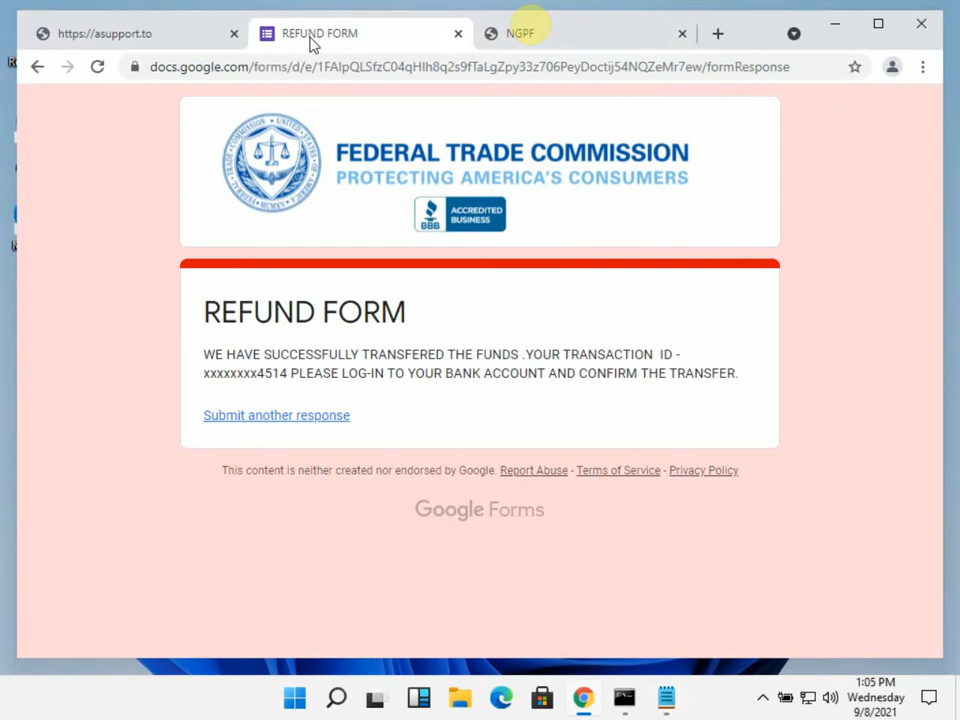 https://asupport.to
REFUND FORM
NGPF
docs.google.com/forms/d/e/1FAIpQLSfzC04qHIh8q2s9fTaLgZpy33z706PeyDoctij54NQZeMr7ew/formResponse
FEDERAL TRADE COMMISSION
PROTECTING AMERICA'S CONSUMERS
BBB
ACCREDITED
BUSINESS
REFUND FORM
WE HAVE SUCCESSFULLY TRANSFERED THE FUNDS .YOUR TRANSACTION ID -
xxxxxxxx4514 PLEASE LOG-IN TO YOUR BANK ACCOUNT AND CONFIRM THE TRANSFER.
Submit another response
This content is neither created nor endorsed by Google. Report Abuse - Terms of Service - Privacy Policy
Google Forms
1:05 PM
Wednesday
9/8/2021